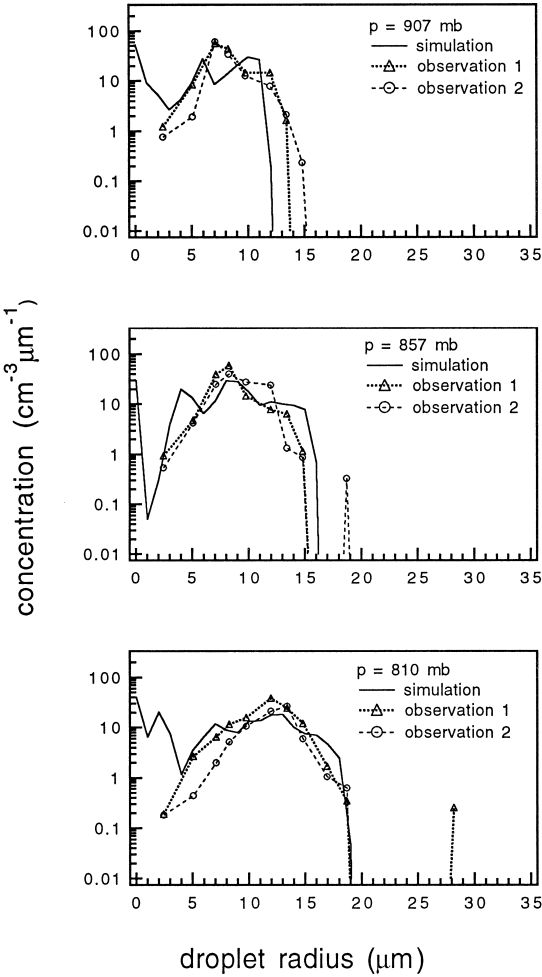 p = 907 mb
simulation
observation 1
observation 2
100
10
1
0.1
0.01
0 5 10 15 20 25 30 35
p = 857 mb
simulation
observation 1
observation 2
100
10
1
0.1
0.01
0 5 10 15 20 25 30 35
concentration (cm⁻³μm⁻¹)
p = 810 mb
simulation
observation 1
observation 2
100
10
1
0.1
0.01
0 5 10 15 20 25 30 35
droplet radius (μm)